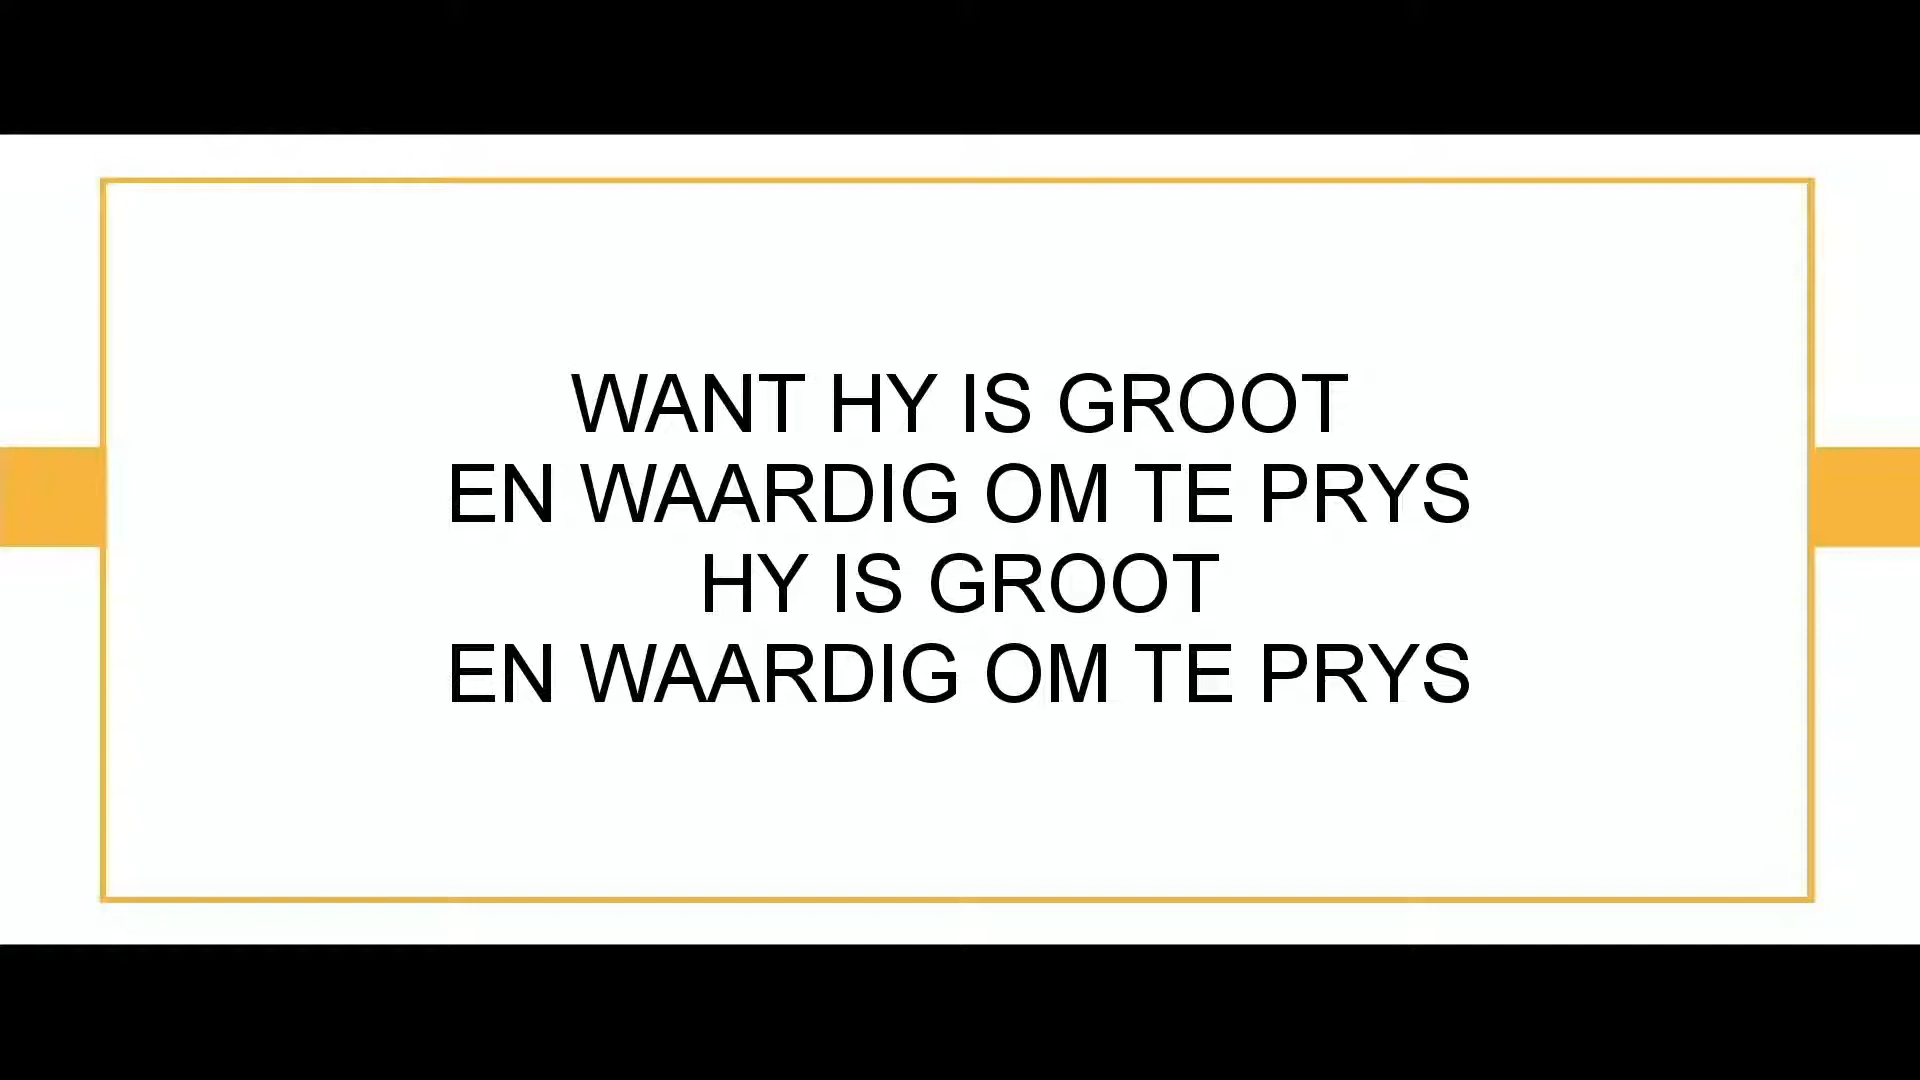 WANT HY IS GROOT
EN WAARDIG OM TE PRYS
HY IS GROOT
EN WAARDIG OM TE PRYS